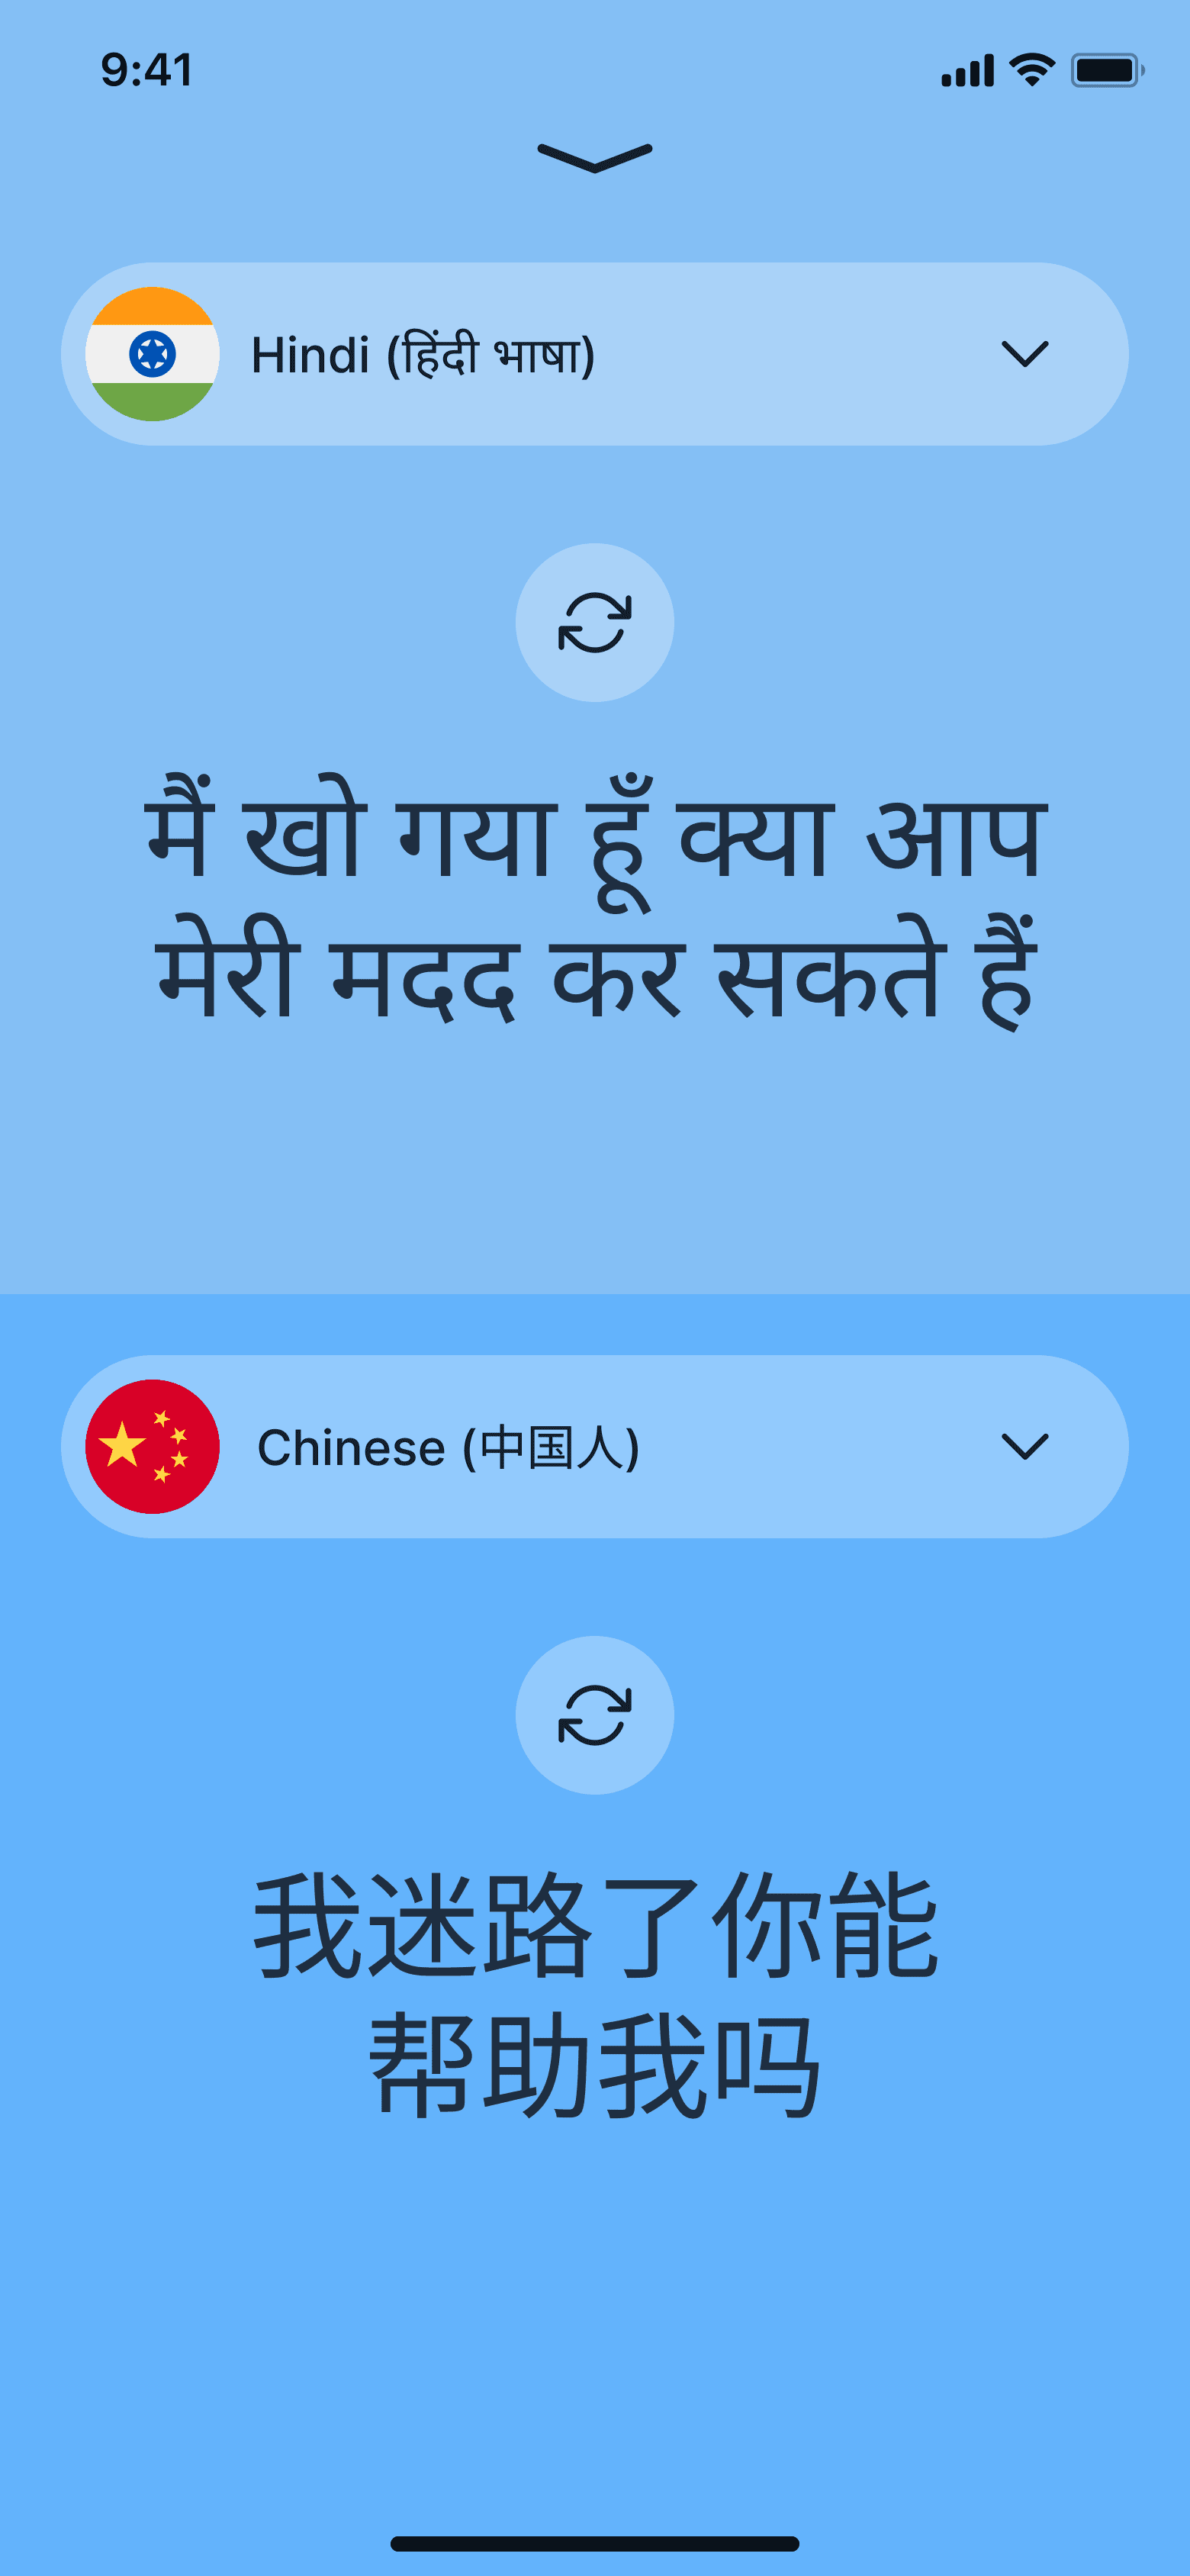 9:41
Hindi (हिंदी भाषा)
मैं खो गया हूँ क्या आप
मेरी मदद कर सकते हैं
Chinese (中国人)
我迷路了你能
帮助我吗